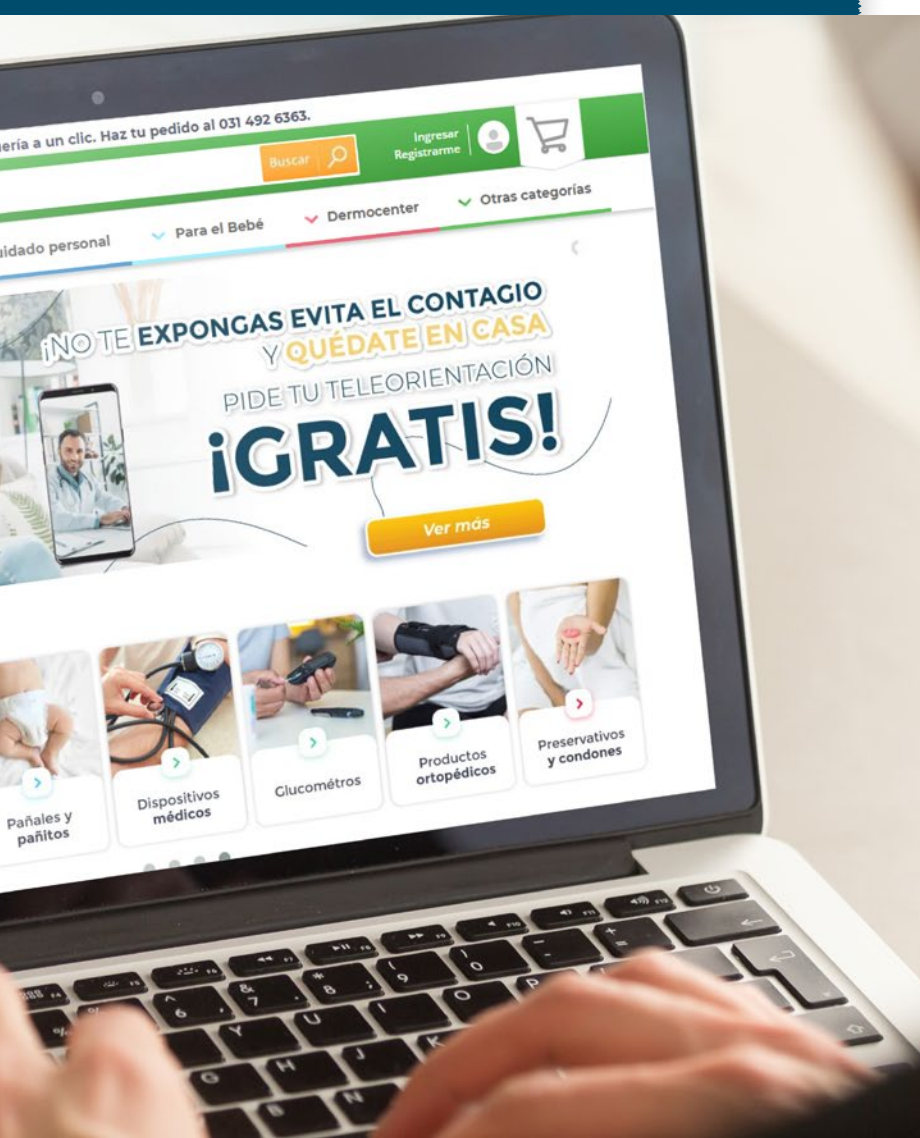 ería a un clic. Haz tu pedido al 031 492 6363.
Buscar
Ingresar
Registrarme
uidado personal
Para el Bebé
Dermocenter
Otras categorías
¡NO TE EXPONGAS EVITA EL CONTAGIO
Y QUÉDATE EN CASA
PIDE TU TELEORIENTACIÓN
¡GRATIS!
Ver más
Pañales y
pañitos
Dispositivos
médicos
Glucométros
Productos
ortopédicos
Preservativos
y condones